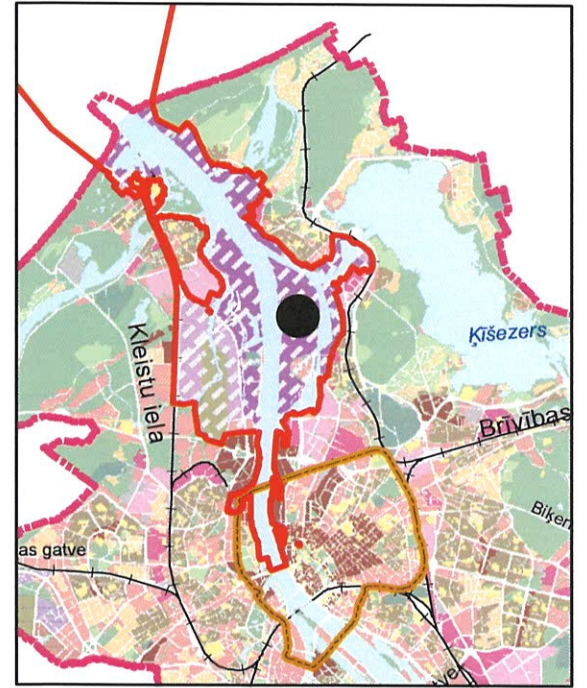 Ķīšezers
Kleistu iela
Brīvības
Biķer
as gatve